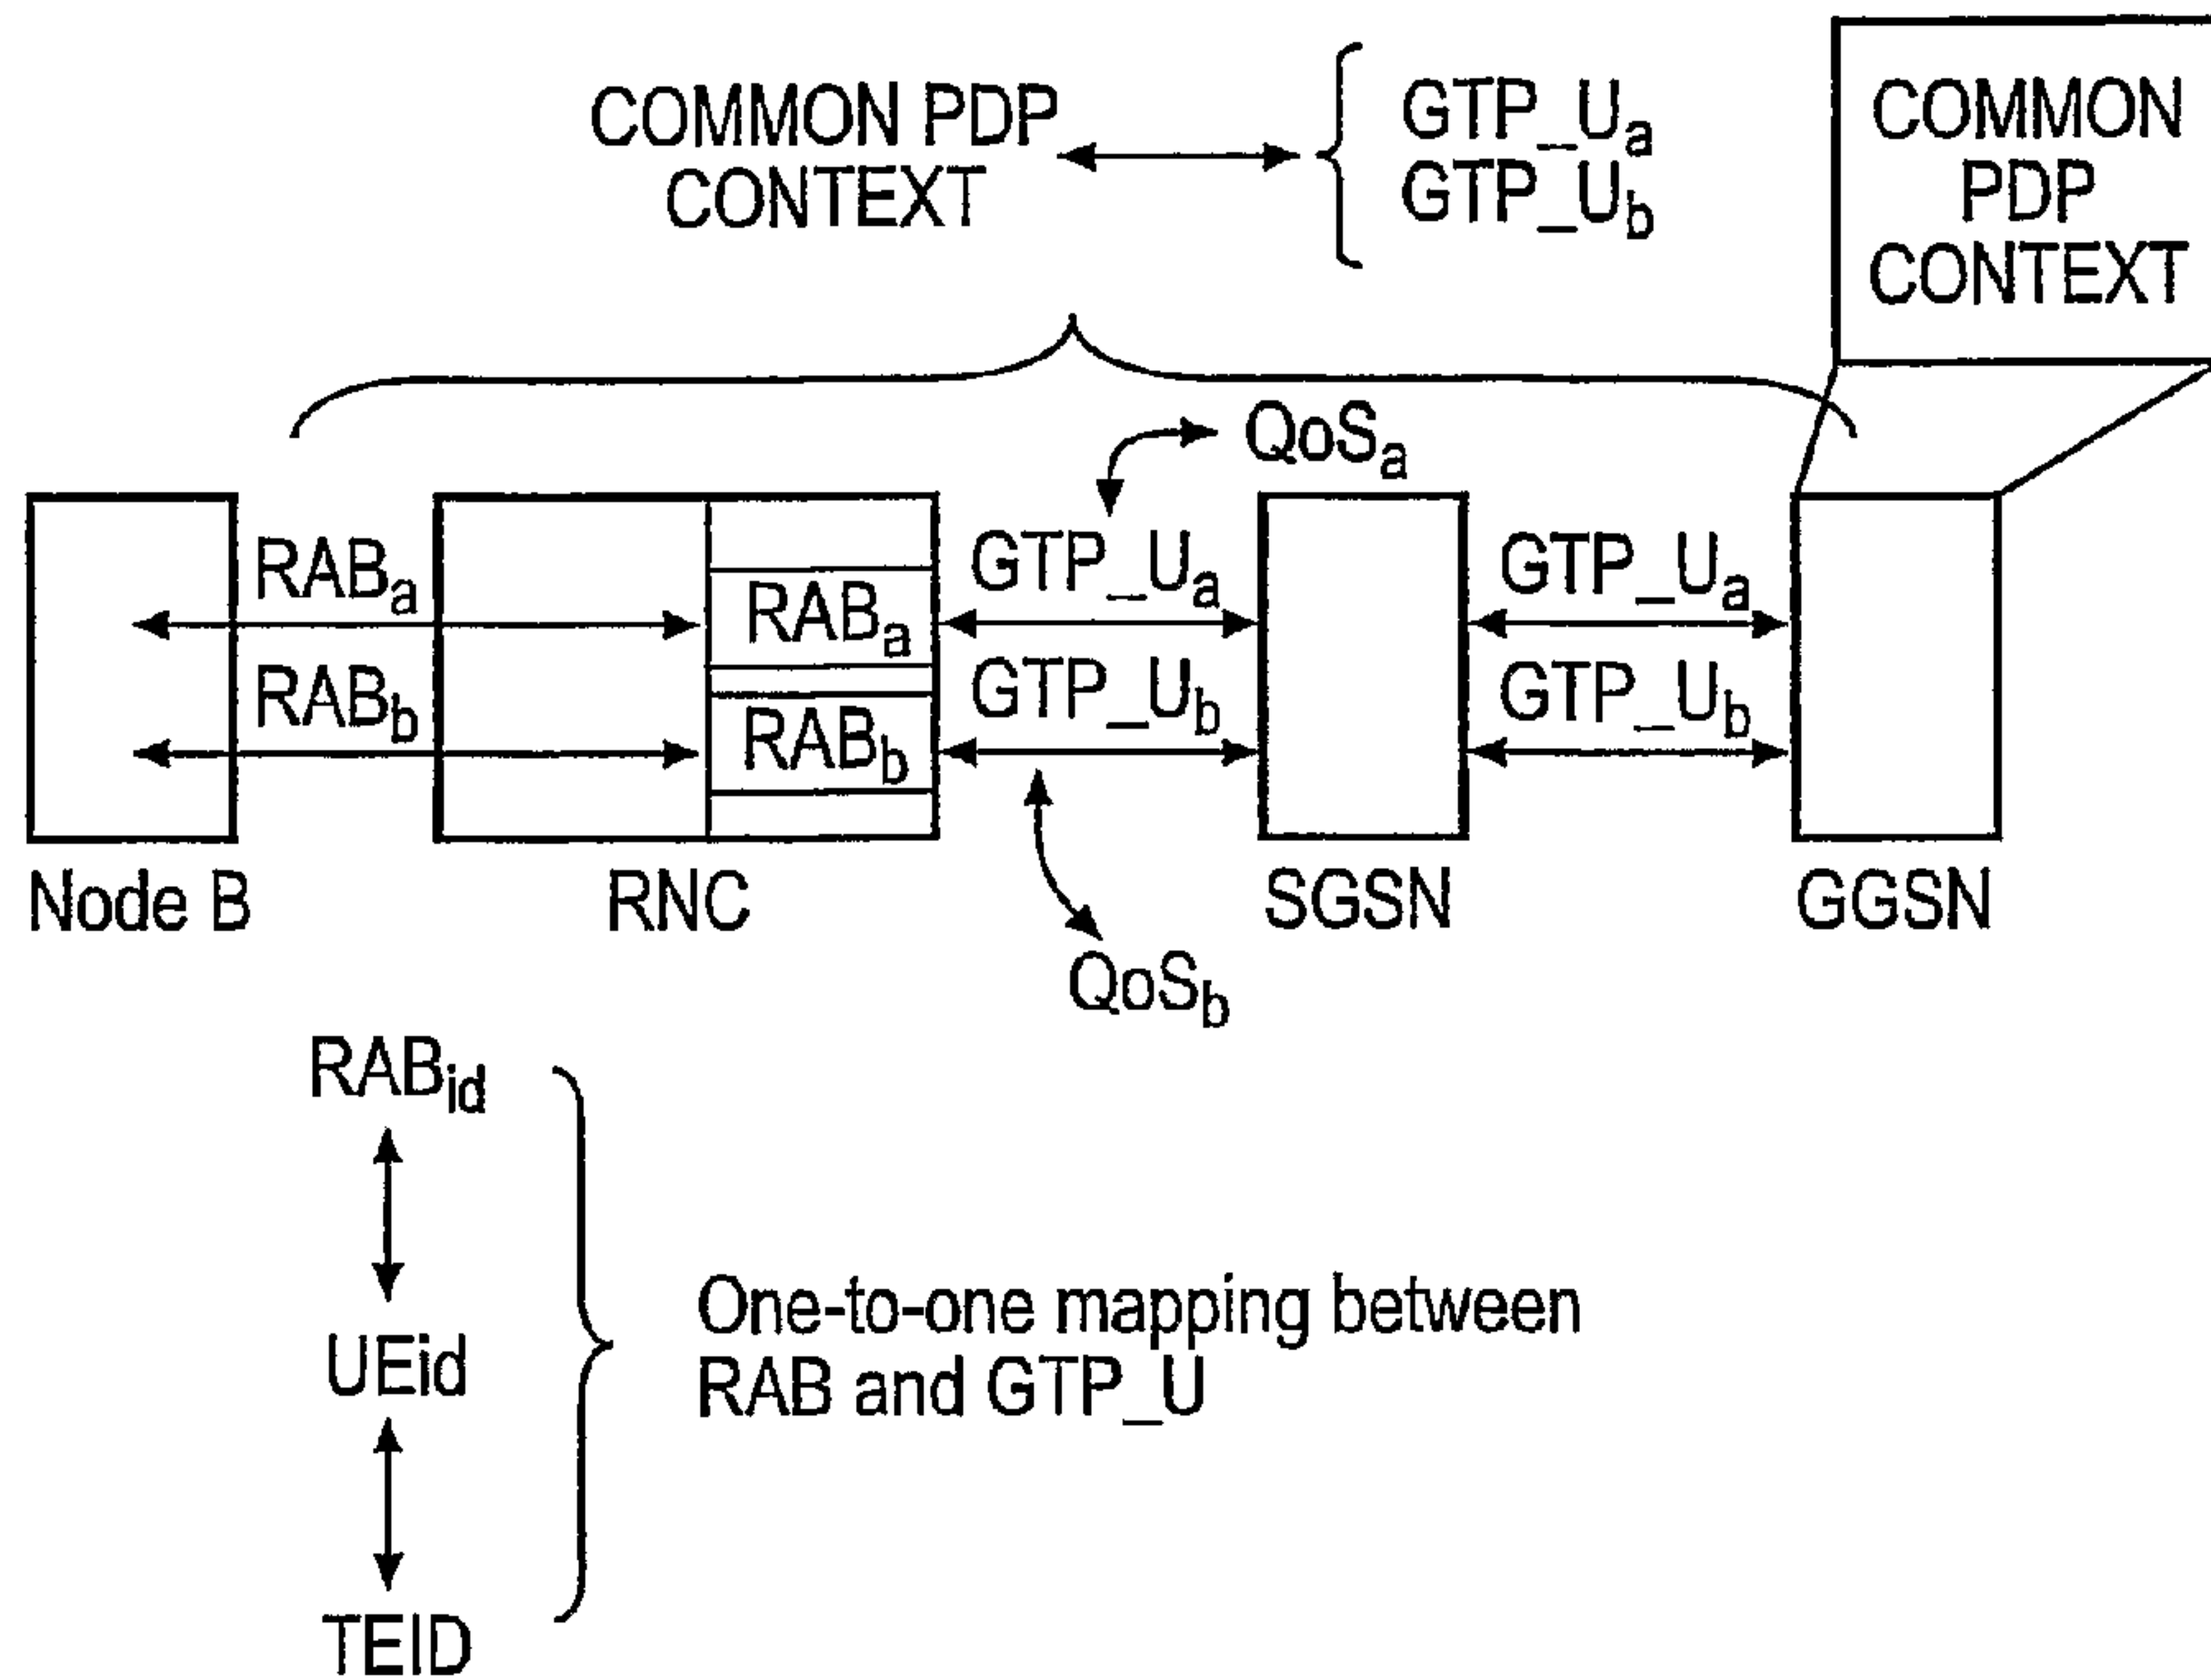 COMMON PDP
CONTEXT
GTP_Ua
GTP_Ub
COMMON
PDP
CONTEXT
QoSa
RABa
RABa
GTP_Ua
GTP_Ua
RABb
RABb
GTP_Ub
GTP_Ub
Node B
RNC
SGSN
GGSN
QoSb
RABid
UEid
TEID
One-to-one mapping between
RAB and GTP_U